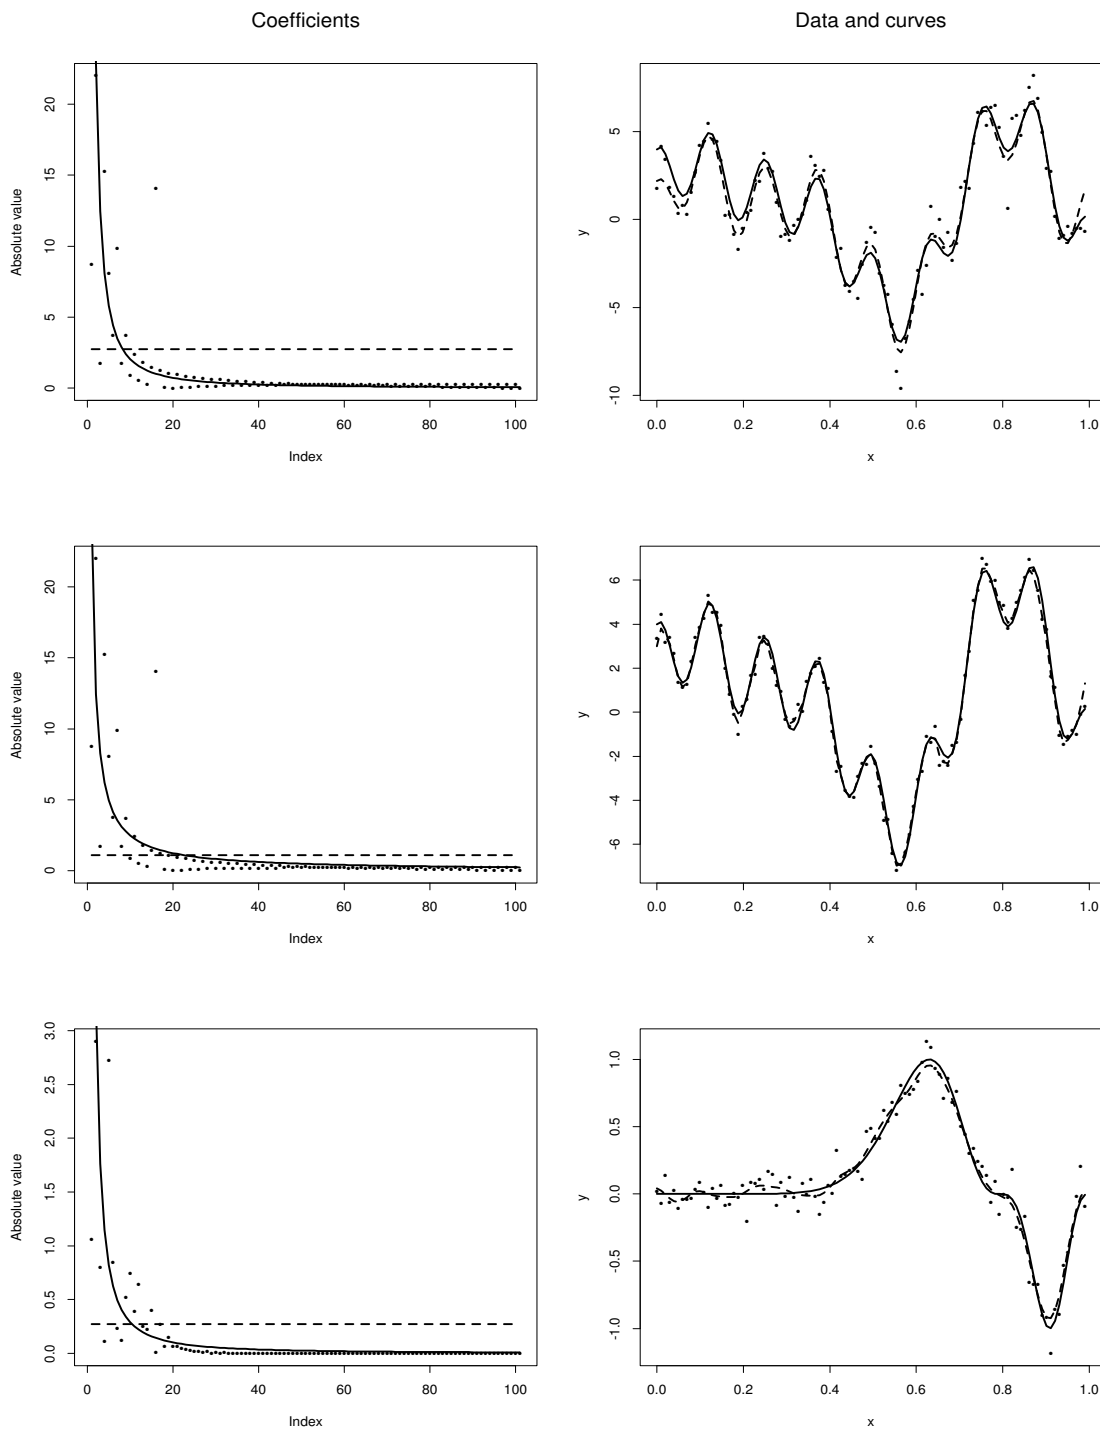 Coefficients
Data and curves
Absolute value
0 5 10 15 20
0 20 40 60 80 100
Index
y
-10 -5 0 5
0.0 0.2 0.4 0.6 0.8 1.0
x
Absolute value
0 5 10 15 20
0 20 40 60 80 100
Index
y
-6 -4 -2 0 2 4 6
0.0 0.2 0.4 0.6 0.8 1.0
x
Absolute value
0.0 0.5 1.0 1.5 2.0 2.5 3.0
0 20 40 60 80 100
Index
y
-1.0 -0.5 0.0 0.5 1.0
0.0 0.2 0.4 0.6 0.8 1.0
x